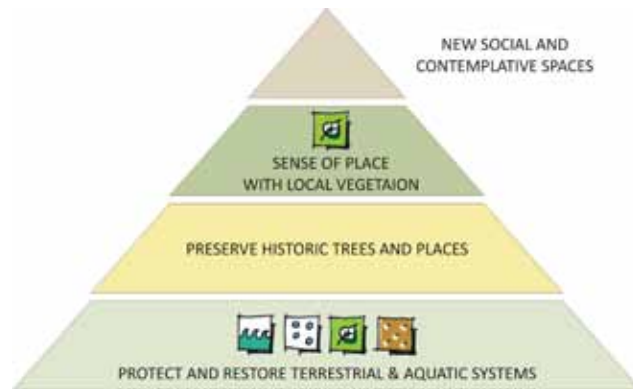 NEW SOCIAL AND
CONTEMPLATIVE SPACES
SENSE OF PLACE
WITH LOCAL VEGETAION
PRESERVE HISTORIC TREES AND PLACES
PROTECT AND RESTORE TERRESTRIAL & AQUATIC SYSTEMS